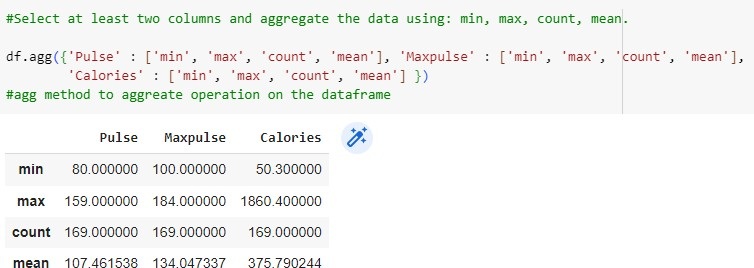 #Select at least two columns and aggregate the data using: min, max, count, mean.
df.agg({'Pulse' : ['min', 'max', 'count', 'mean'], 'Maxpulse' : ['min', 'max', 'count', 'mean'],
'Calories' : ['min', 'max', 'count', 'mean'] })
#agg method to aggreate operation on the dataframe
Pulse Maxpulse Calories
min 80.000000 100.000000 50.300000
max 159.000000 184.000000 1860.400000
count 169.000000 169.000000 169.000000
mean 107.461538 134.047337 375.790244